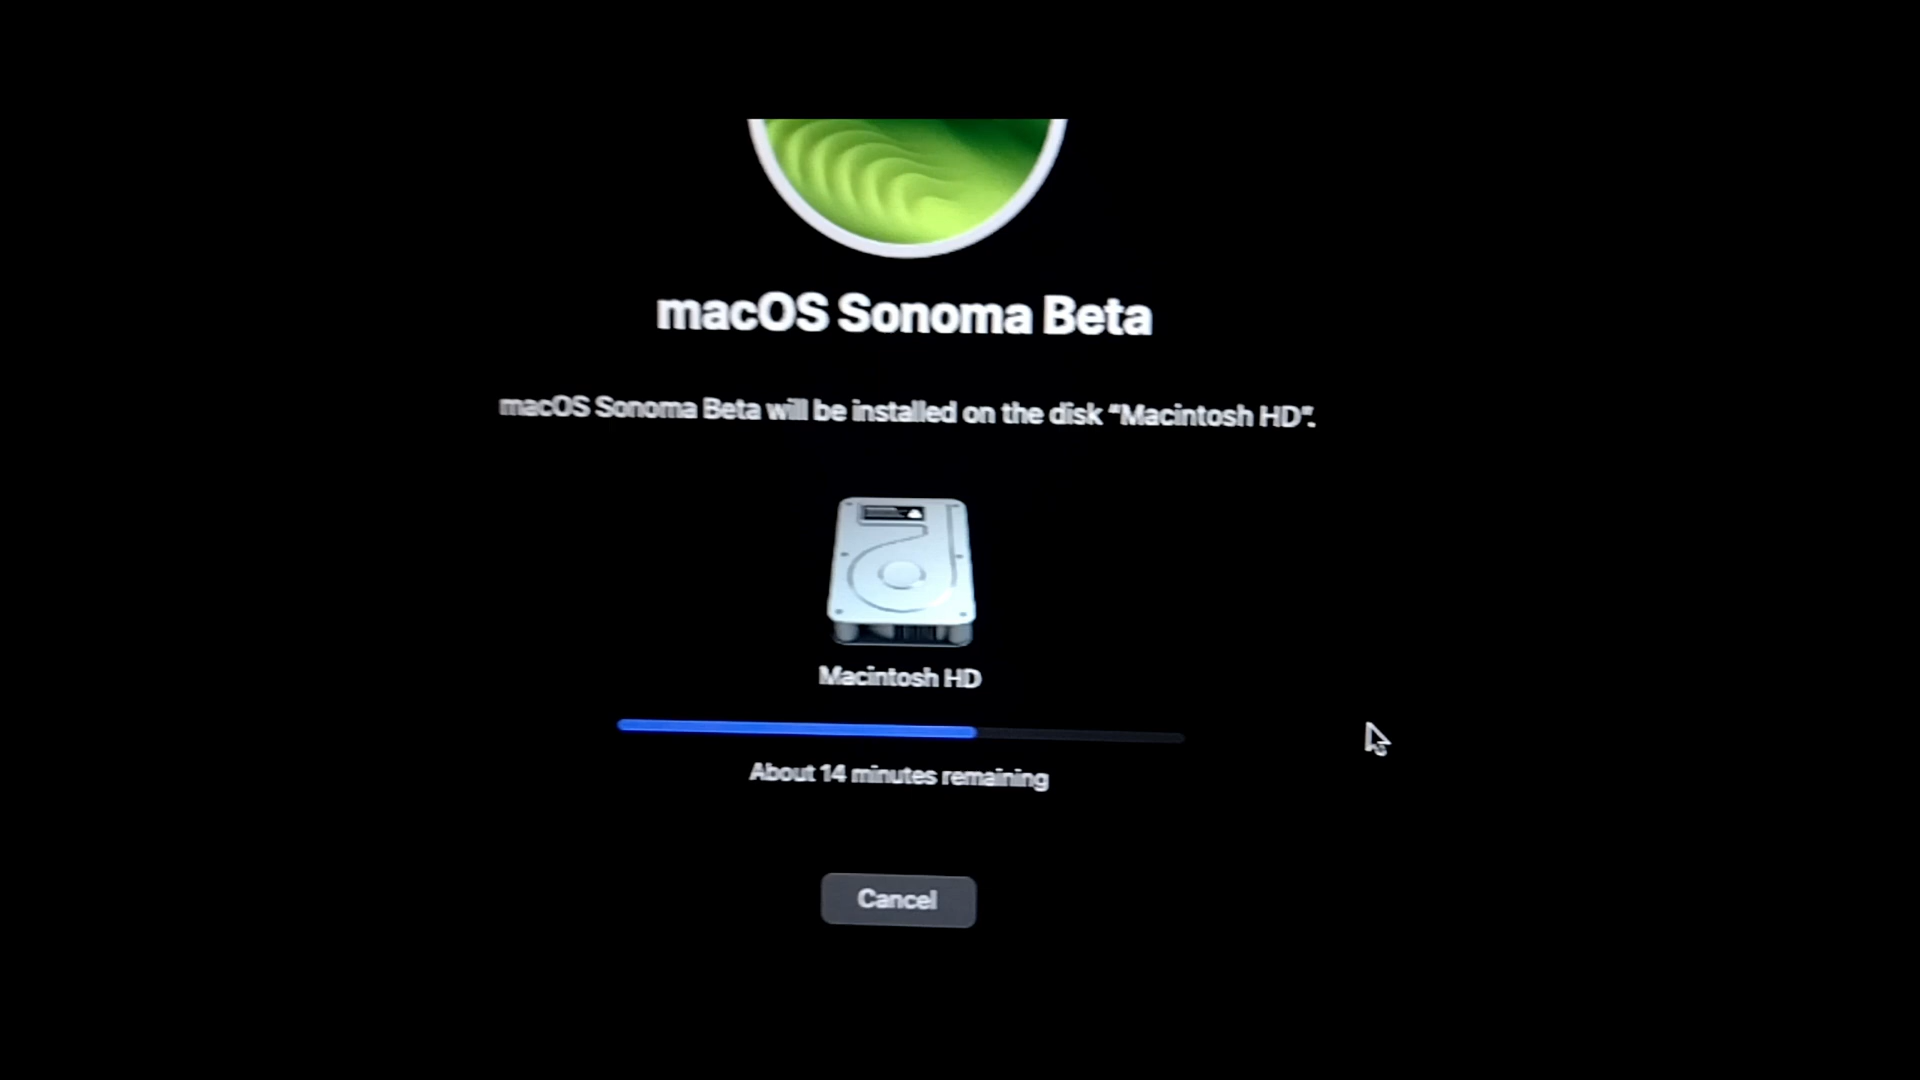 macOS Sonoma Beta
macOS Sonoma Beta will be installed on the disk “Macintosh HD”.
Macintosh HD
About 14 minutes remaining
Cancel